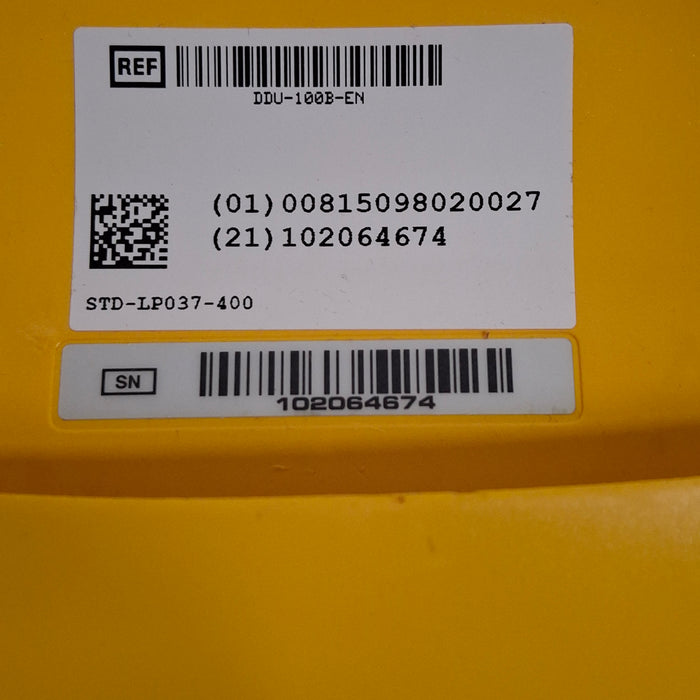 REF
DDU-100B-EN
(01)00815098020027
(21)102064674
STD-LP037-400
SN
102064674